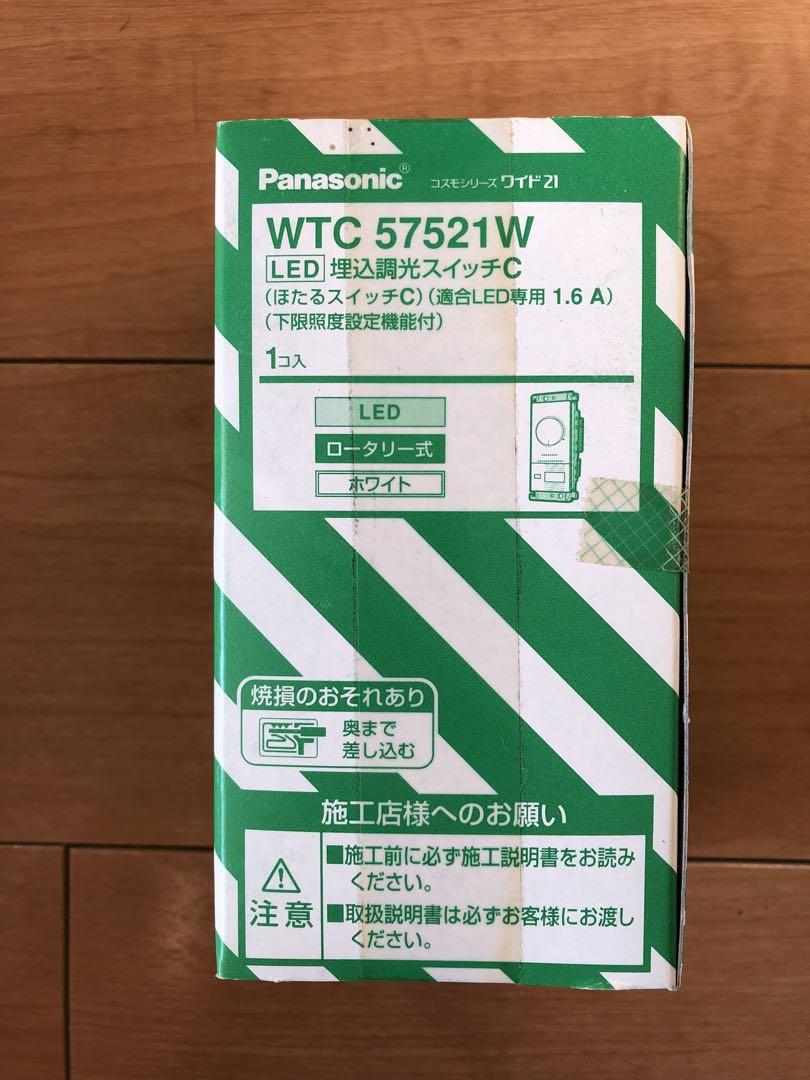 Panasonic® コスモシリーズ ワイド21
WTC 57521W
LED 埋込調光スイッチC
(ほたるスイッチC)(適合LED専用 1.6 A)
(下限照度設定機能付)
1コ入
LED
ロータリー式
ホワイト
焼損のおそれあり
奥まで
差し込む
施工店様へのお願い
注意
■施工前に必ず施工説明書をお読み
ください。
■取扱説明書は必ずお客様にお渡し
ください。